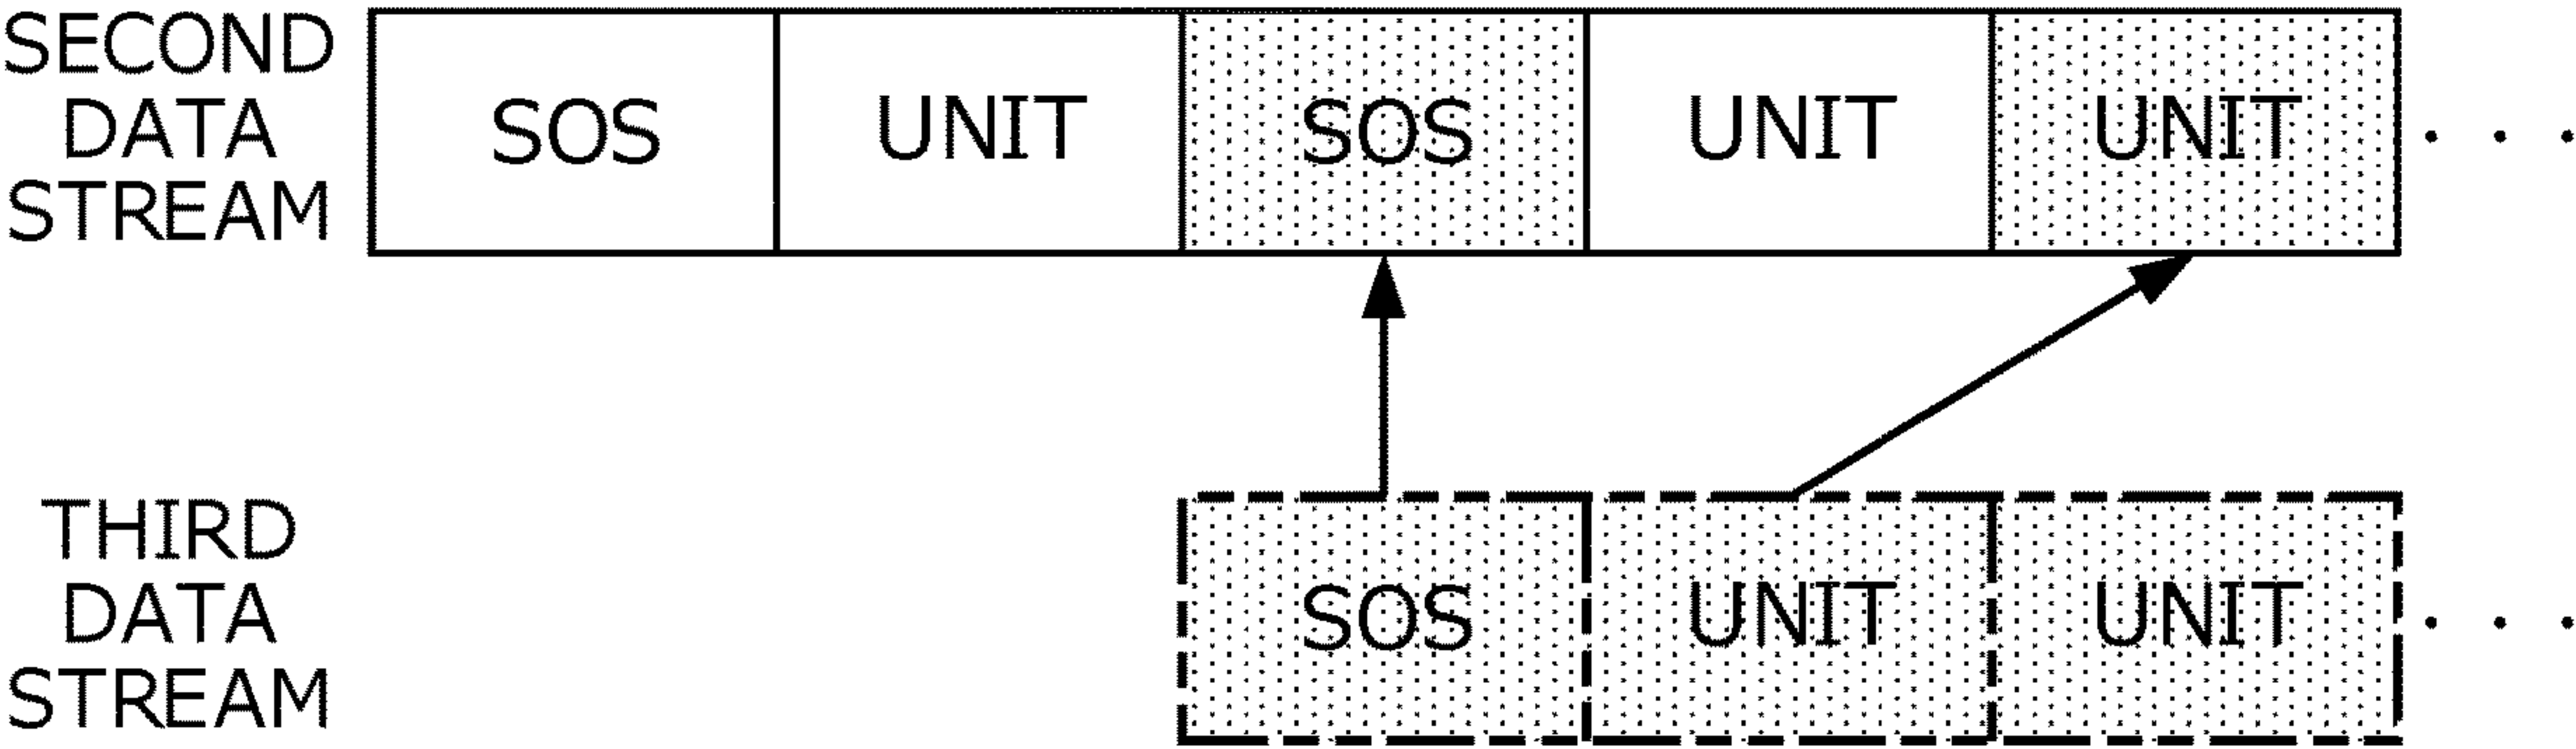 SECOND
DATA
STREAM
SOS UNIT SOS UNIT UNIT . . .
THIRD
DATA
STREAM
SOS UNIT UNIT . . .